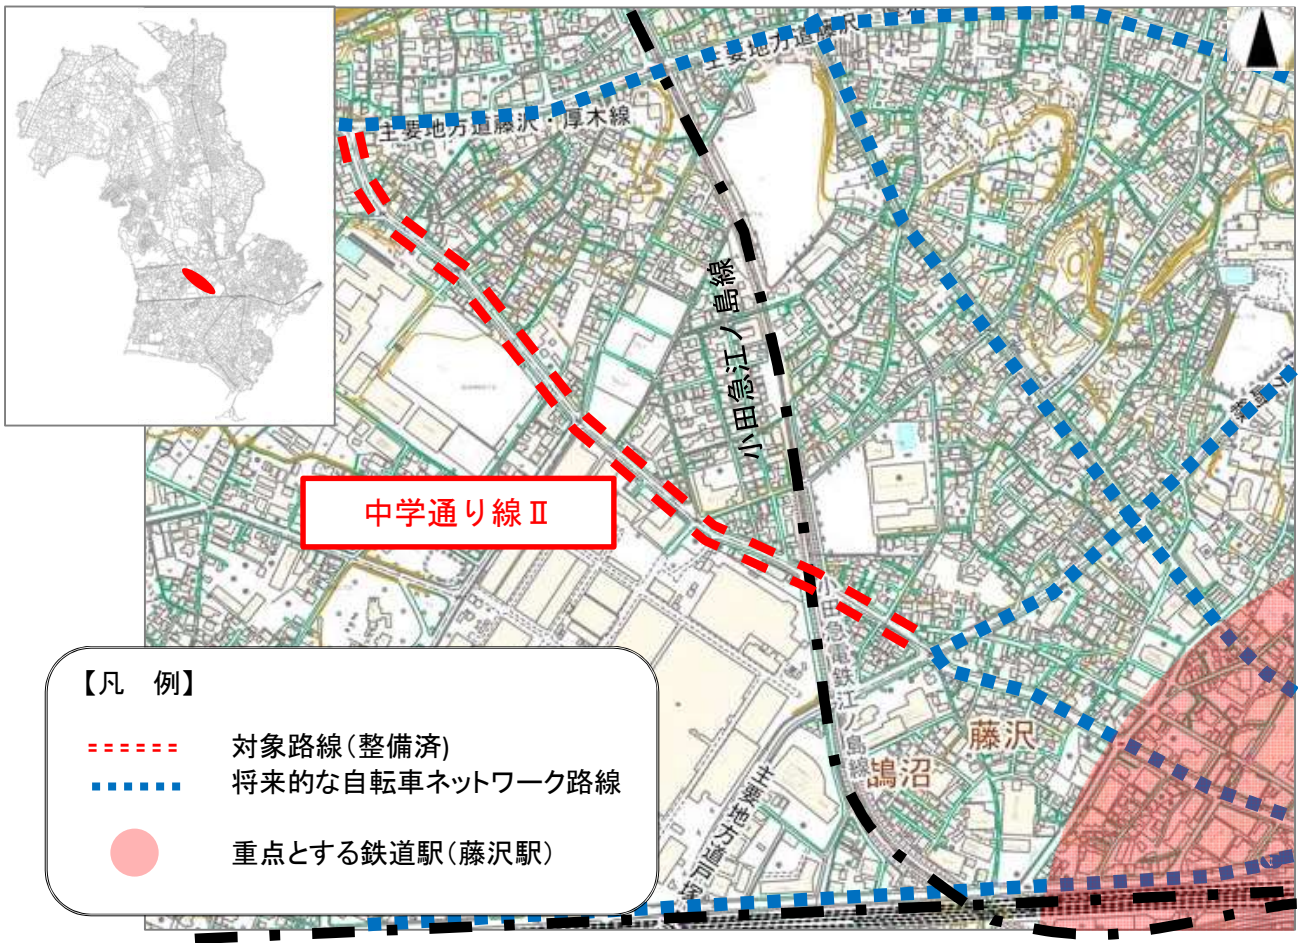 主要地方道藤沢・厚木線
主要地方道藤沢
小田急江ノ島線
中学通り線Ⅱ
小田急電鉄江ノ島線
藤沢
鵠沼
主要地方道戸塚
【凡 例】
対象路線(整備済)
将来的な自転車ネットワーク路線
重点とする鉄道駅(藤沢駅)